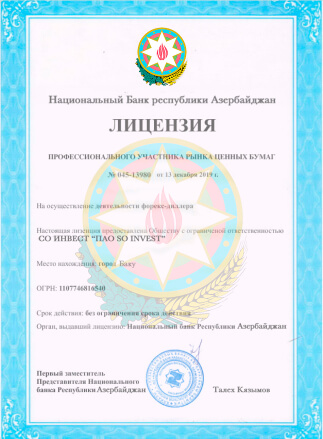 Национальный Банк республики Азербайджан
ЛИЦЕНЗИЯ
ПРОФЕССИОНАЛЬНОГО УЧАСТНИКА РЫНКА ЦЕННЫХ БУМАГ
№ 045-13980 от 13 декабря 2019 г.
На осуществление деятельности форекс-дилера
Настоящая лицензия предоставлена Обществу с ограниченой ответственностью
СО ИНВЕСТ "ПАО SO INVEST"
Место нахождения: город Баку
ОГРН: 1107746816540
Срок действия: без ограничения срока действия
Орган, выдавший лицензию: Национальный банк Республики Азербайджан
Первый заместитель
Представителя Национального
банка Республики Азербайджан
Талех Кязымов